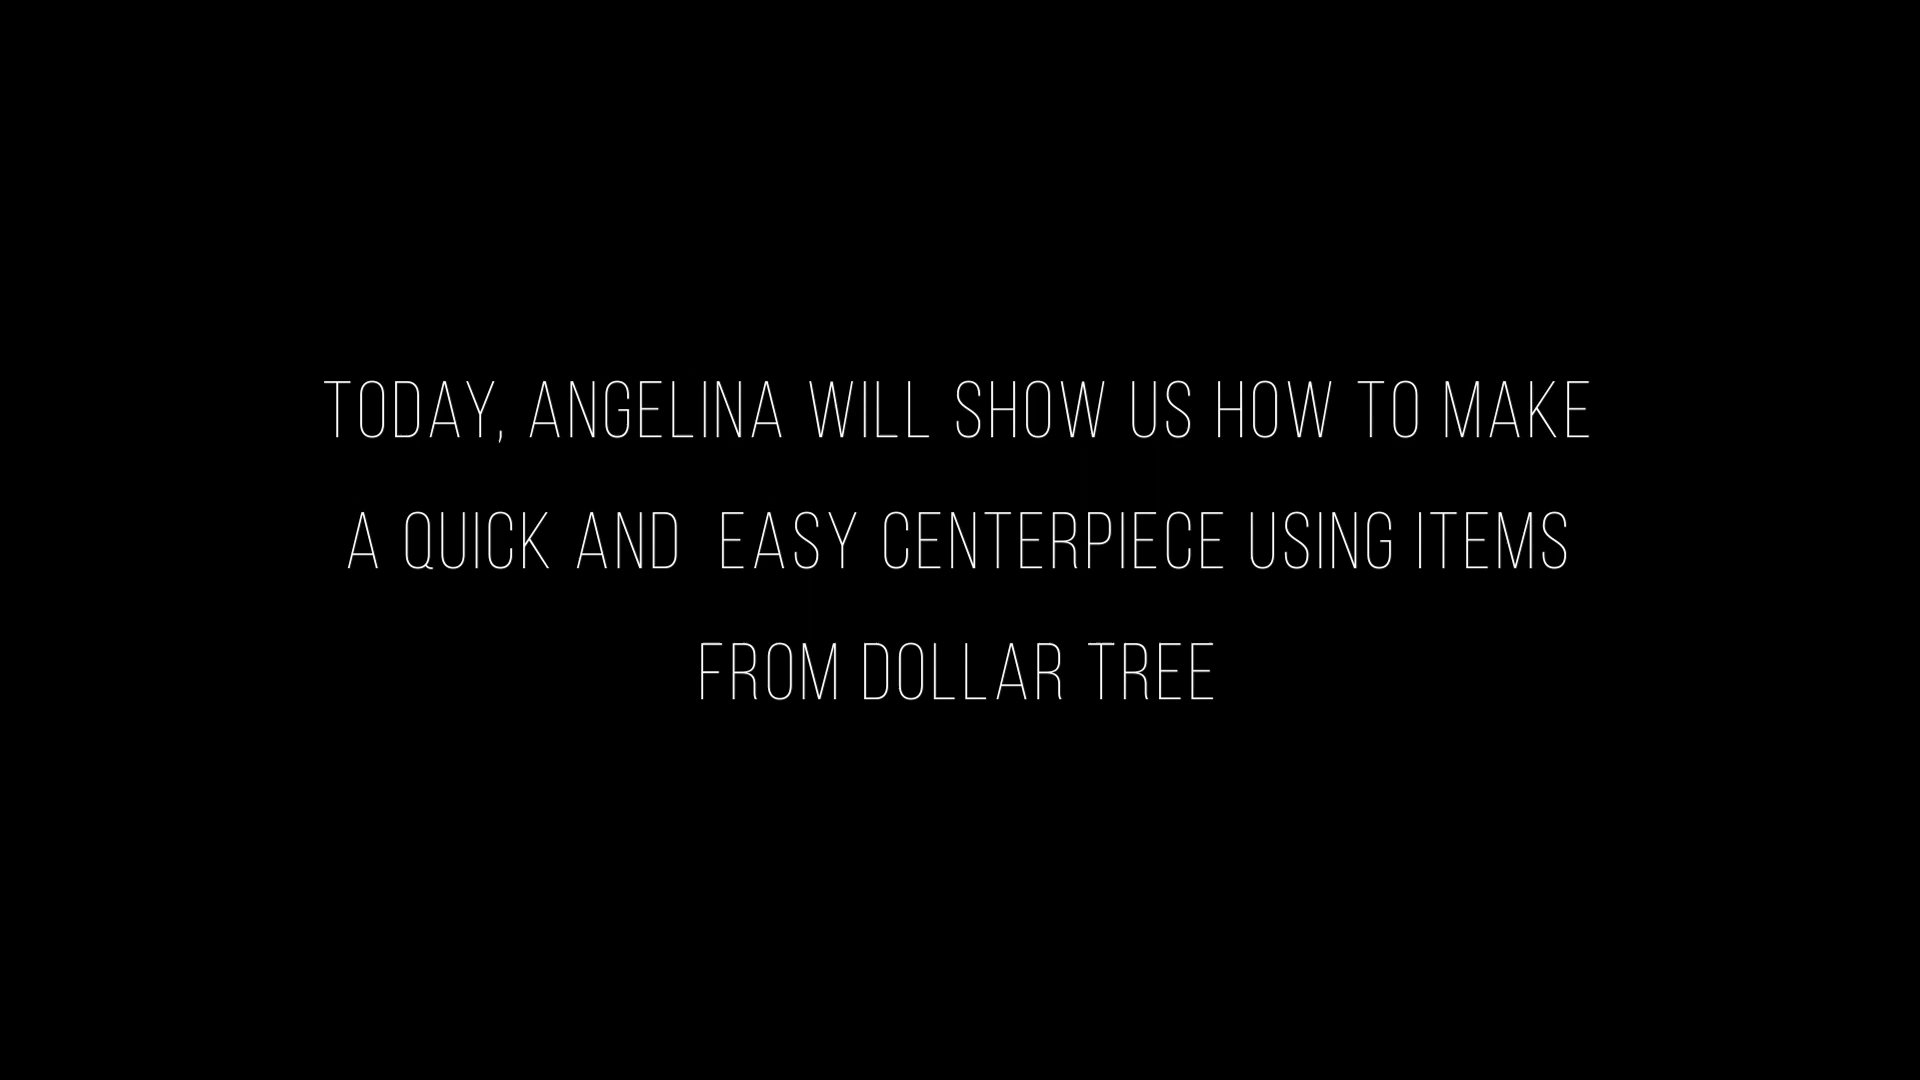 TODAY, ANGELINA WILL SHOW US HOW TO MAKE
A QUICK AND  EASY CENTERPIECE USING ITEMS
FROM DOLLAR TREE